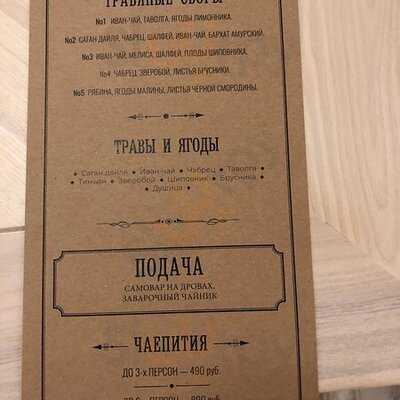 ТРАВЯНЫЕ СБОРЫ
№1 ИВАН-ЧАЙ, ТАВОЛГА, ЯГОДЫ ЛИМОННИКА.
№2 САГАН ДАЙЛЯ, ЧАБРЕЦ, ШАЛФЕЙ, ИВАН-ЧАЙ, БАРХАТ АМУРСКИЙ.
№3 ИВАН-ЧАЙ, МЕЛИСА, ШАЛФЕЙ, ПЛОДЫ ШИПОВНИКА.
№4 ЧАБРЕЦ, ЗВЕРОБОЙ, ЛИСТЬЯ БРУСНИКИ.
№5 РЯБИНА, ЯГОДЫ МАЛИНЫ, ЛИСТЬЯ ЧЕРНОЙ СМОРОДИНЫ.
ТРАВЫ И ЯГОДЫ
• Саган дайля • Иван-чай • Чабрец • Таволга •
• Тимьян • Зверобой • Шиповник • Брусника •
• Душица •
ПОДАЧА
САМОВАР НА ДРОВАХ,
ЗАВАРОЧНЫЙ ЧАЙНИК
ЧАЕПИТИЯ
ДО 3-х ПЕРСОН — 490 руб.